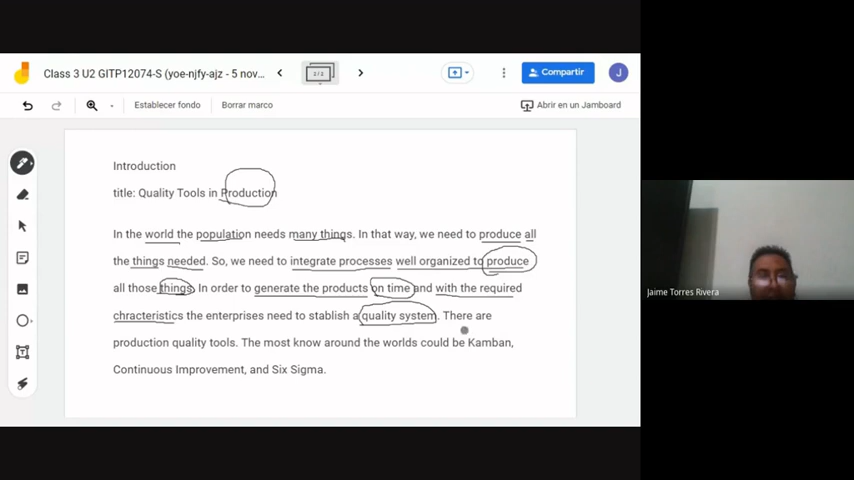 Class 3 U2 GITP12074-S (yoe-njfy-ajz - 5 nov...
2/2
Compartir
J
Establecer fondo
Borrar marco
Abrir en un Jamboard
Introduction
title: Quality Tools in Production
In the world the population needs many things. In that way, we need to produce all
the things needed. So, we need to integrate processes well organized to produce
all those things. In order to generate the products on time and with the required
chracteristics the enterprises need to stablish a quality system. There are
production quality tools. The most know around the worlds could be Kamban,
Continuous Improvement, and Six Sigma.
Jaime Torres Rivera